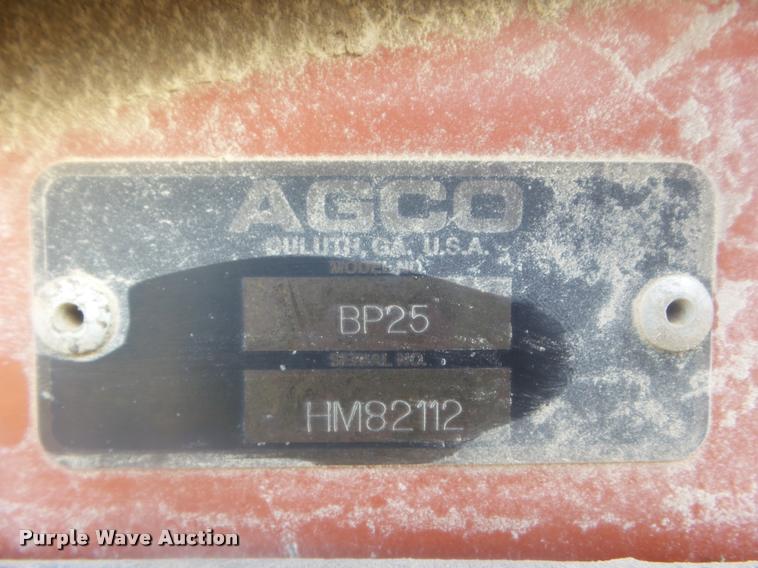 AGCO
DULUTH, GA. U.S.A.
MODEL NO.
BP25
SERIAL NO.
HM82112
Purple Wave Auction